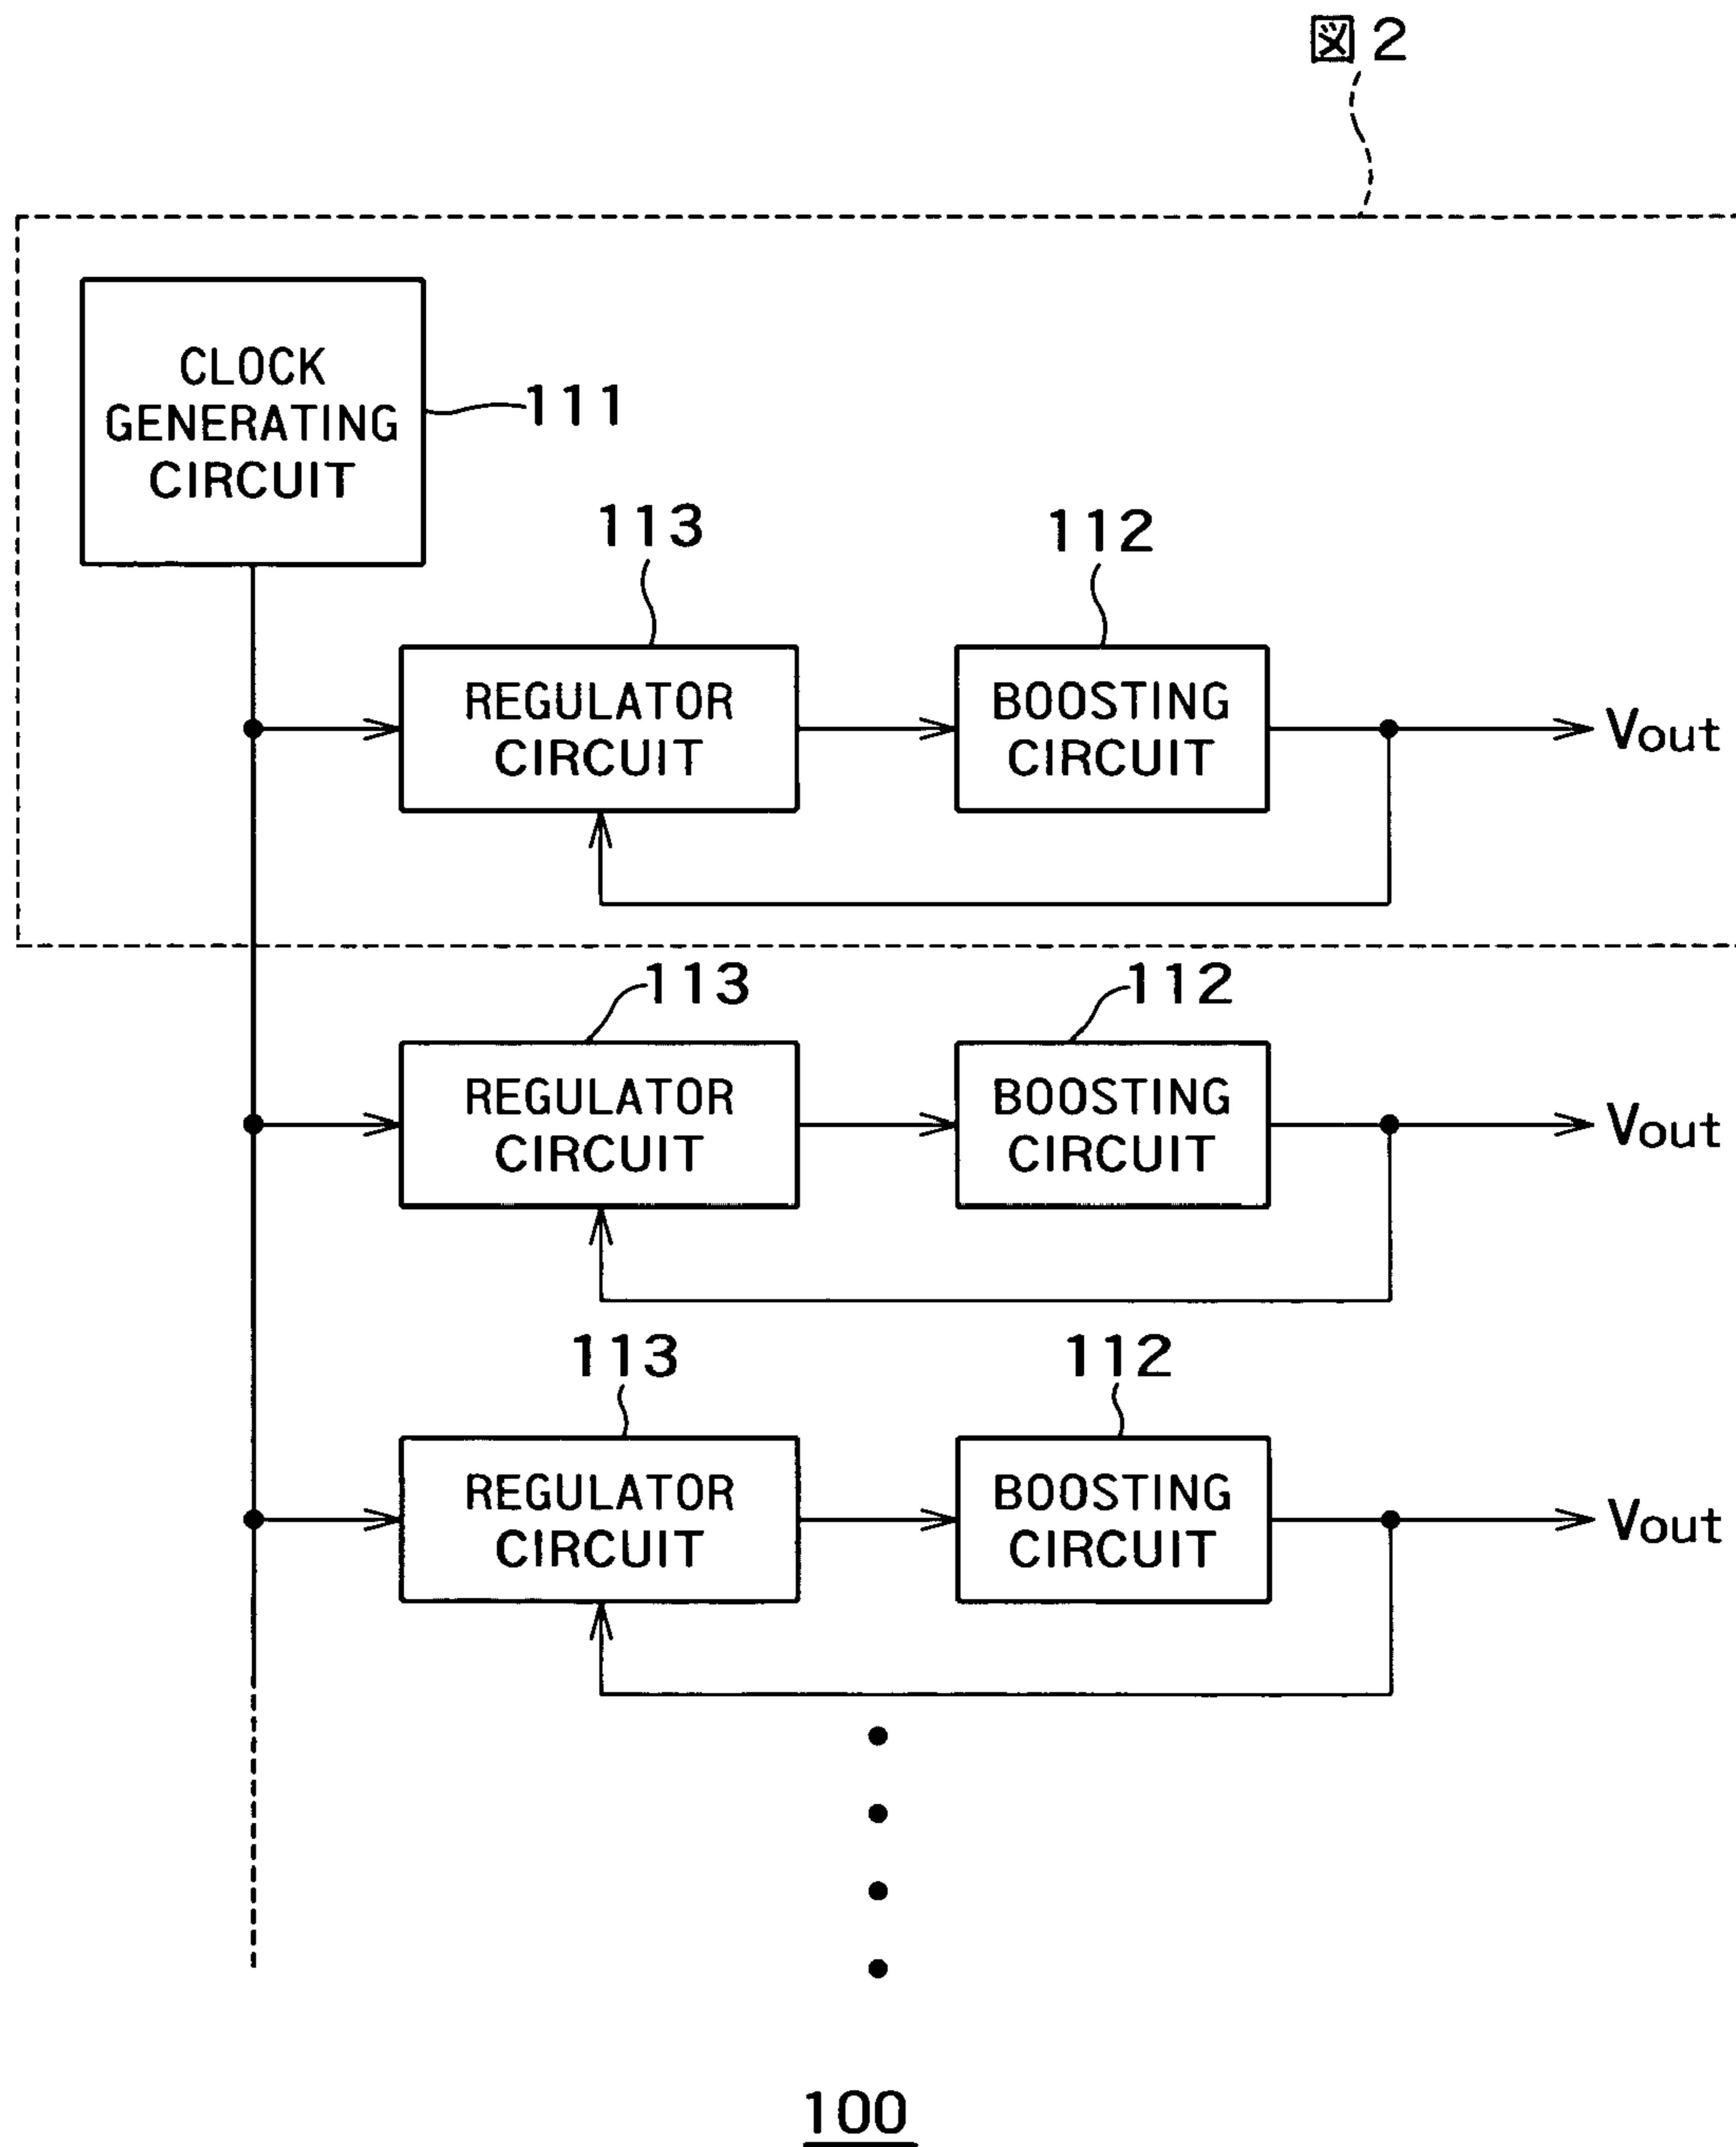 図2
CLOCK
GENERATING
CIRCUIT
111
113
112
REGULATOR
CIRCUIT
BOOSTING
CIRCUIT
Vout
113
112
REGULATOR
CIRCUIT
BOOSTING
CIRCUIT
Vout
113
112
REGULATOR
CIRCUIT
BOOSTING
CIRCUIT
Vout
100